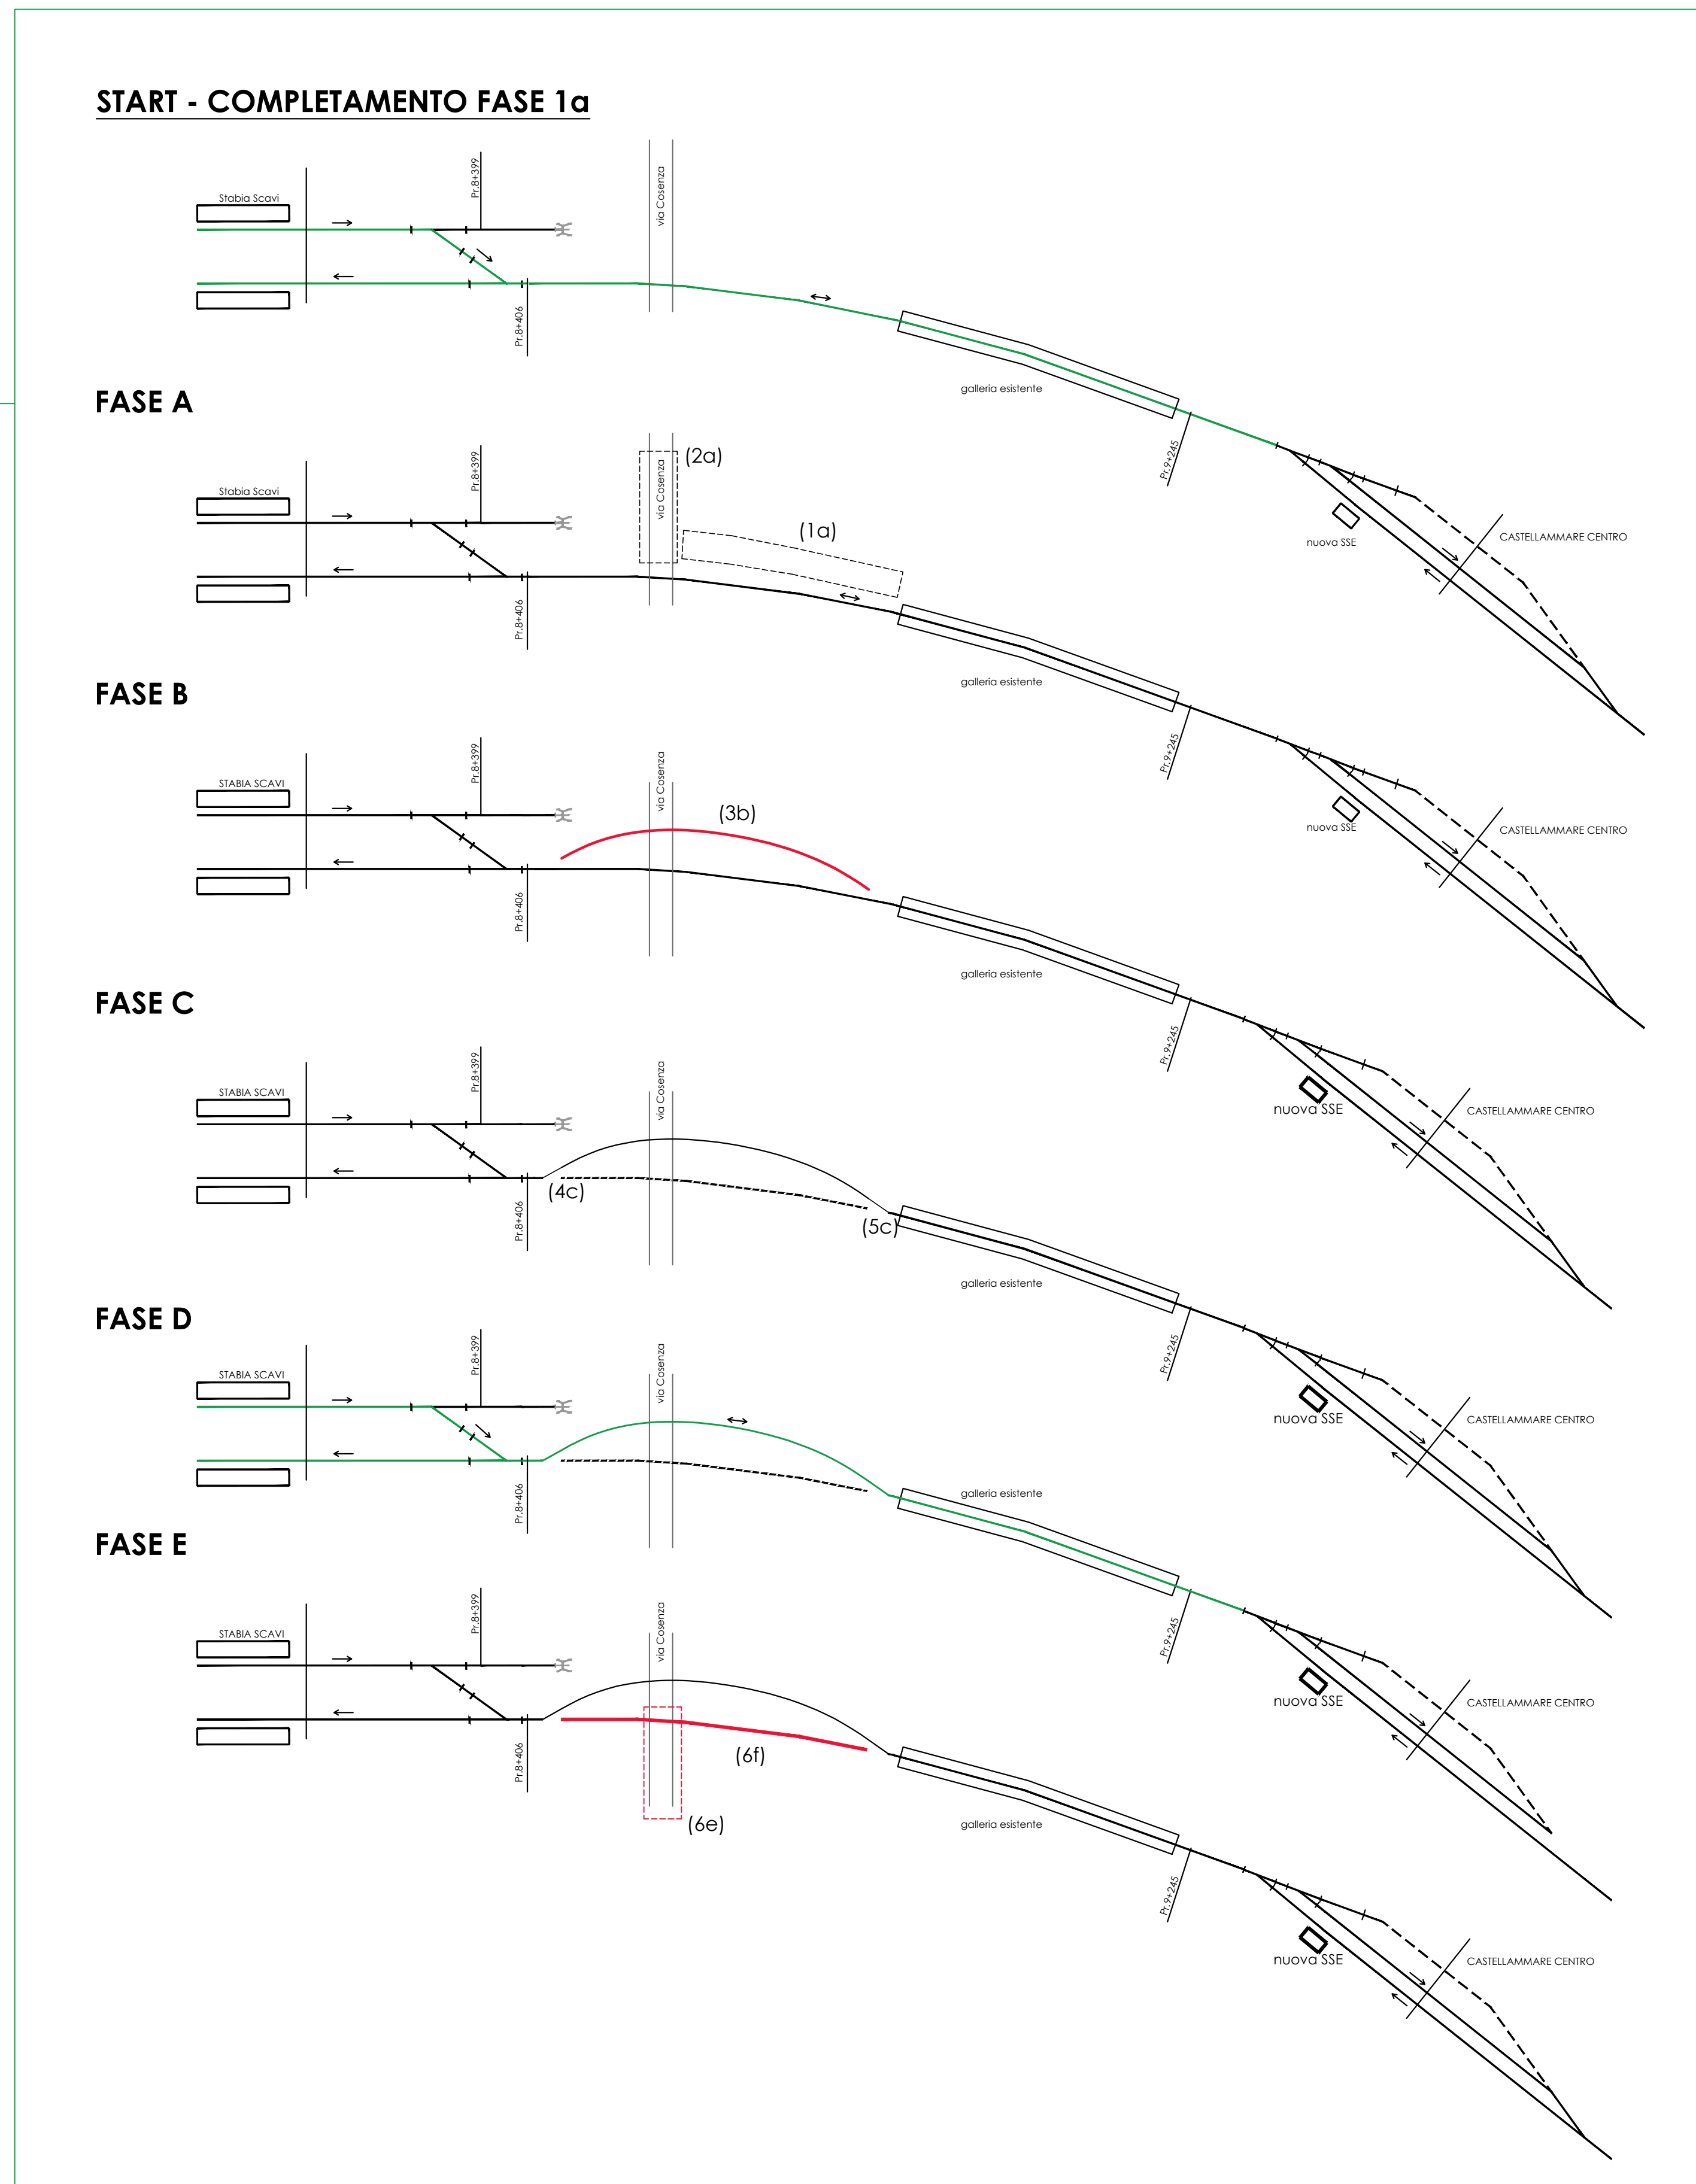 START - COMPLETAMENTO FASE 1a
Pr.8+399
via Cosenza
Stabia Scavi
Pr.8+406
galleria esistente
Pr.9+245
nuova SSE
CASTELLAMMARE CENTRO
FASE A
Pr.8+399
via Cosenza
(2a)
Stabia Scavi
(1a)
Pr.8+406
galleria esistente
Pr.9+245
nuova SSE
CASTELLAMMARE CENTRO
FASE B
Pr.8+399
via Cosenza
STABIA SCAVI
(3b)
Pr.8+406
galleria esistente
Pr.9+245
nuova SSE
CASTELLAMMARE CENTRO
FASE C
Pr.8+399
via Cosenza
STABIA SCAVI
(4c)
Pr.8+406
(5c)
galleria esistente
Pr.9+245
nuova SSE
CASTELLAMMARE CENTRO
FASE D
Pr.8+399
via Cosenza
STABIA SCAVI
Pr.8+406
galleria esistente
Pr.9+245
nuova SSE
CASTELLAMMARE CENTRO
FASE E
Pr.8+399
via Cosenza
STABIA SCAVI
Pr.8+406
(6f)
(6e)
galleria esistente
Pr.9+245
nuova SSE
CASTELLAMMARE CENTRO